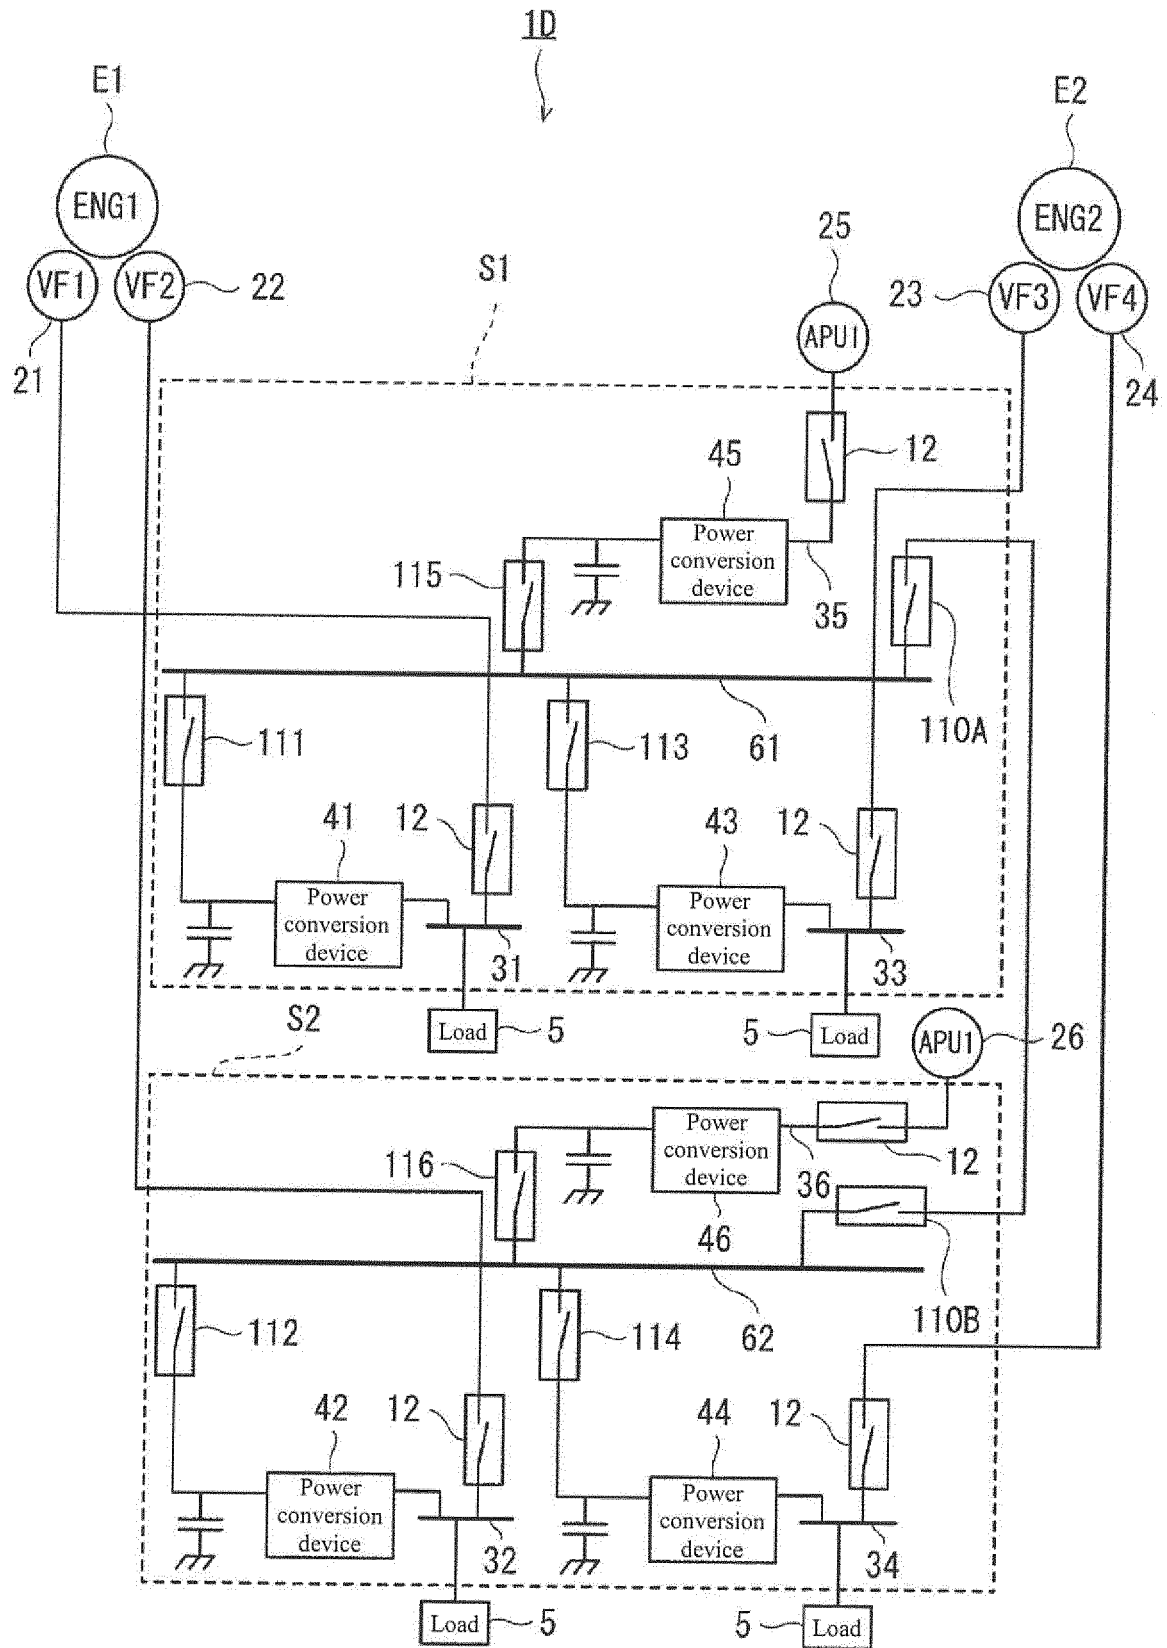 1D
E1
E2
ENG1
ENG2
25
VF1
VF2
22
S1
23
VF3
VF4
APU1
21
24
45
12
Power
conversion
device
115
35
110A
111
113
61
41
12
43
12
Power
conversion
device
Power
conversion
device
31
33
Load
5
5
Load
S2
APU1
26
116
Power
conversion
device
36
12
46
110B
112
114
62
42
12
44
12
Power
conversion
device
Power
conversion
device
32
34
Load
5
5
Load